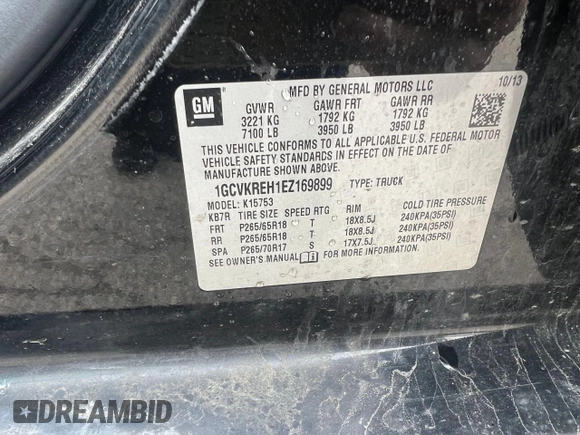 GM
MFD BY GENERAL MOTORS LLC
10/13
GVWR GAWR FRT GAWR RR
3221 KG 1792 KG 1792 KG
7100 LB 3950 LB 3950 LB
THIS VEHICLE CONFORMS TO ALL APPLICABLE U.S. FEDERAL MOTOR
VEHICLE SAFETY STANDARDS IN EFFECT ON THE DATE OF
MANUFACTURE SHOWN ABOVE.
1GCVKREH1EZ169899 TYPE: TRUCK
MODEL: K15753
KB7R TIRE SIZE SPEED RTG RIM COLD TIRE PRESSURE
FRT P265/65R18 T 18X8.5J 240KPA(35PSI)
RR P265/65R18 T 18X8.5J 240KPA(35PSI)
SPA P265/70R17 S 17X7.5J 240KPA(35PSI)
SEE OWNER'S MANUAL FOR MORE INFORMATION.
DREAMBID